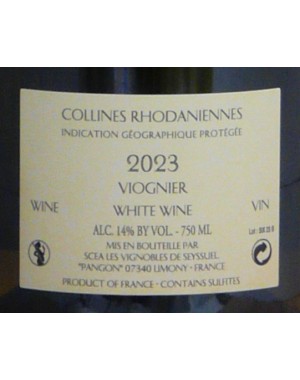 COLLINES RHODANIENNES
INDICATION GÉOGRAPHIQUE PROTÉGÉE
2023
VIOGNIER
WINE WHITE WINE VIN
ALC. 14% BY VOL. - 750 ML
MIS EN BOUTEILLE PAR
SCEA LES VIGNOBLES DE SEYSSUEL
"PANGON" 07340 LIMONY - FRANCE
PRODUCT OF FRANCE - CONTAINS SULFITES
Lot :